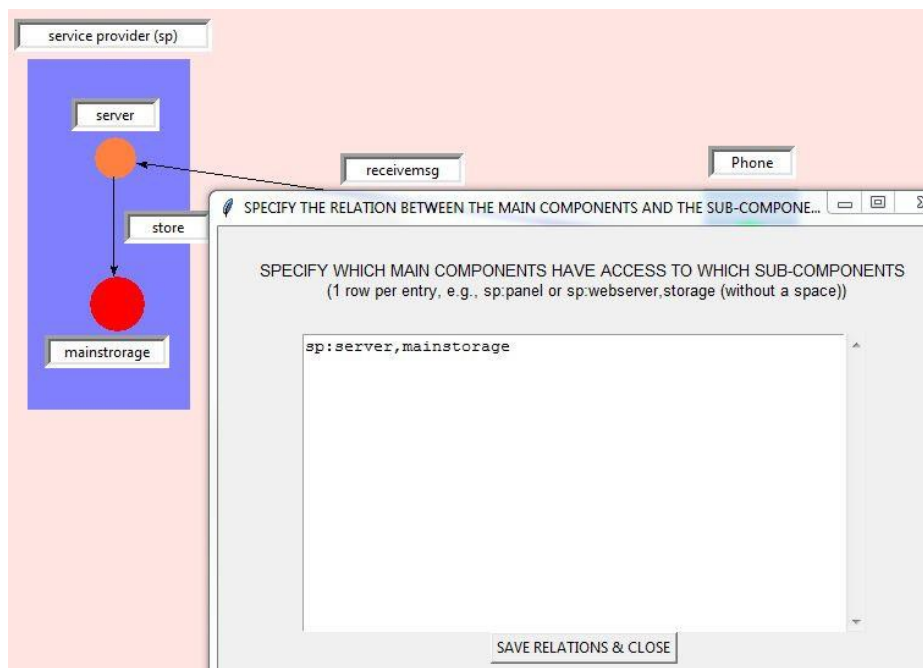 service provider (sp)
server
receivemsg
Phone
store
mainstrorage
SPECIFY THE RELATION BETWEEN THE MAIN COMPONENTS AND THE SUB-COMPONE...
SPECIFY WHICH MAIN COMPONENTS HAVE ACCESS TO WHICH SUB-COMPONENTS
(1 row per entry, e.g., sp:panel or sp:webserver,storage (without a space))
sp:server,mainstorage
SAVE RELATIONS & CLOSE